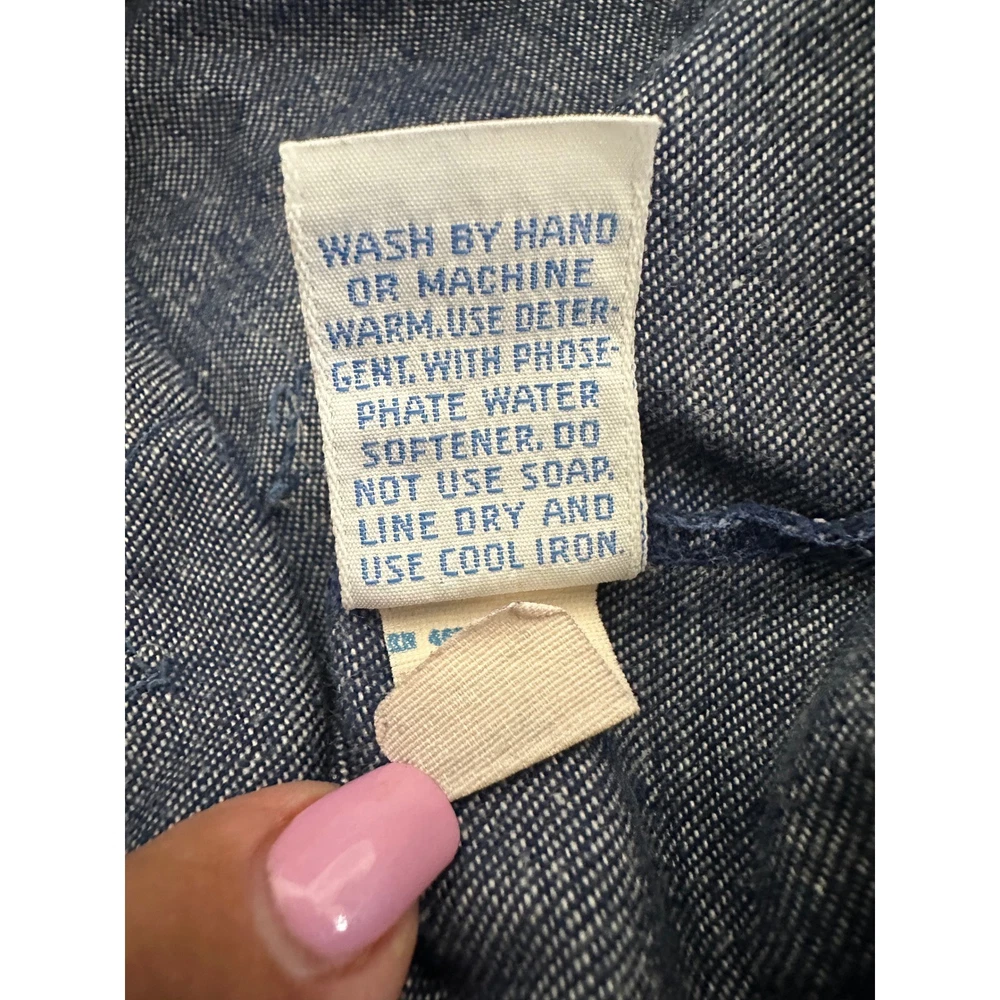 WASH BY HAND
OR MACHINE
WARM. USE DETER-
GENT. WITH PHOSE-
PHATE WATER
SOFTENER. DO
NOT USE SOAP.
LINE DRY AND
USE COOL IRON.
RN